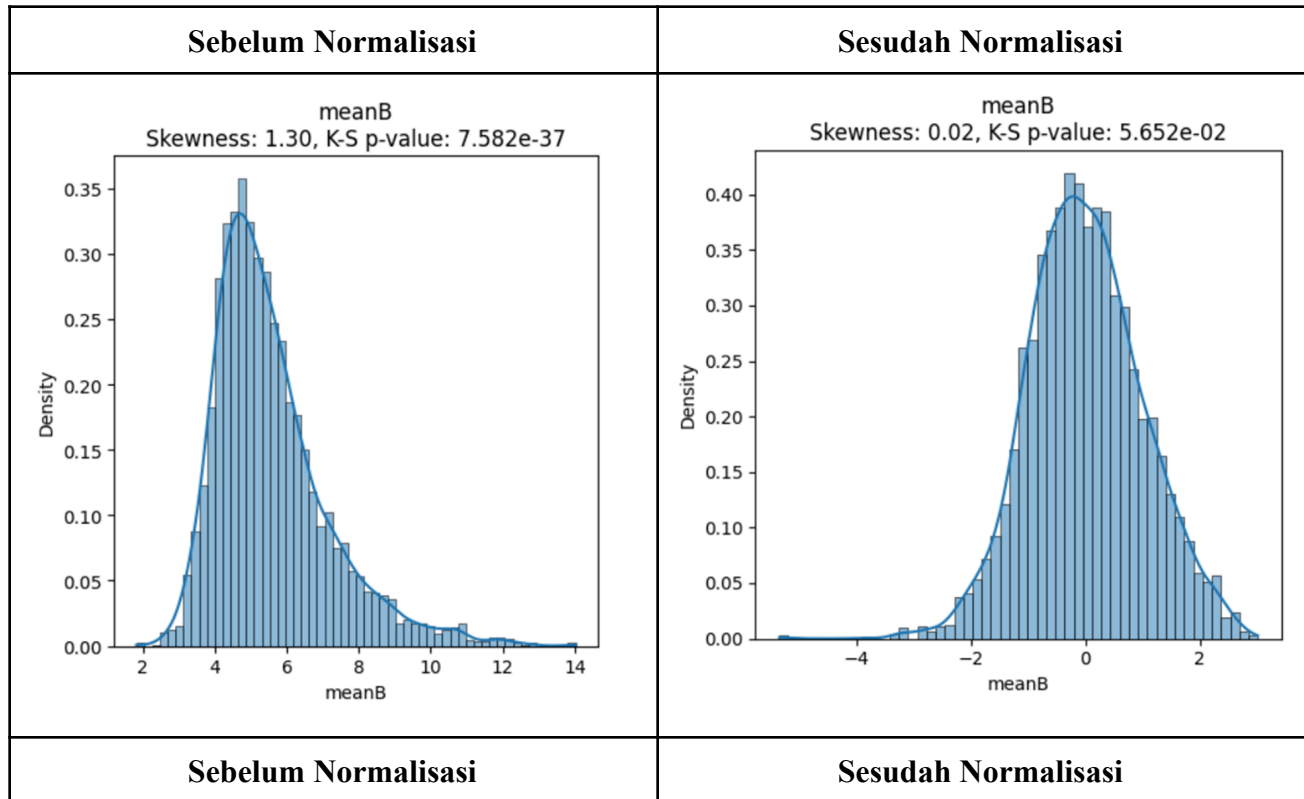 Sebelum Normalisasi
Sesudah Normalisasi
meanB
Skewness: 1.30, K-S p-value: 7.582e-37
0.35
0.30
0.25
0.20
0.15
0.10
0.05
0.00
Density
2 4 6 8 10 12 14
meanB
meanB
Skewness: 0.02, K-S p-value: 5.652e-02
0.40
0.35
0.30
0.25
0.20
0.15
0.10
0.05
0.00
Density
−4 −2 0 2
meanB
Sebelum Normalisasi
Sesudah Normalisasi